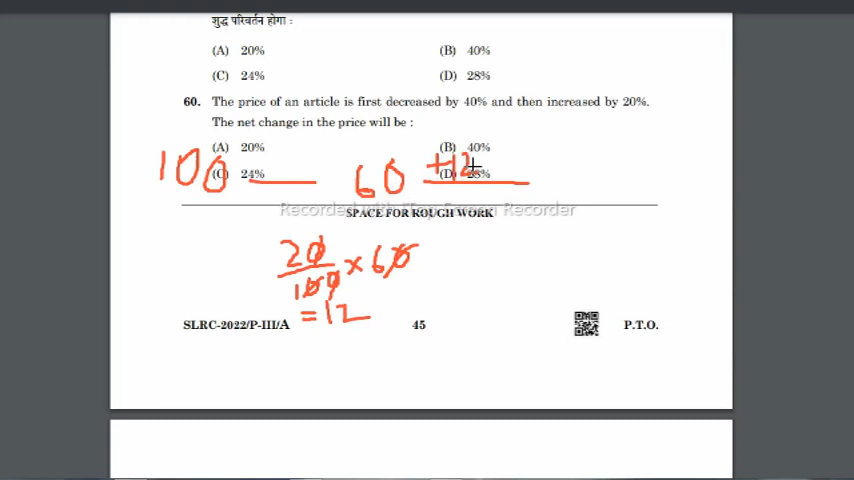 शुद्ध परिवर्तन होगा :
(A) 20% (B) 40%
(C) 24% (D) 28%
60. The price of an article is first decreased by 40% and then increased by 20%.
The net change in the price will be :
(A) 20% (B) 40%
(C) 24% (D) 28%
100 60 +12
Recorded with iTop Screen Recorder
SPACE FOR ROUGH WORK
20/100 × 60
= 12
SLRC-2022/P-III/A 45 P.T.O.